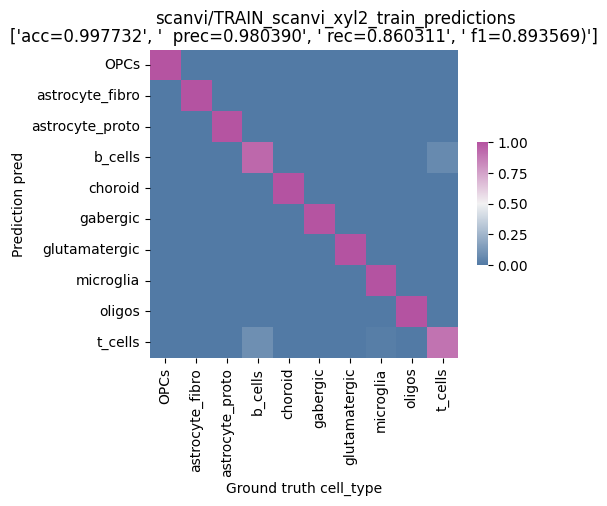 scanvi/TRAIN_scanvi_xyl2_train_predictions
['acc=0.997732', '  prec=0.980390', ' rec=0.860311', ' f1=0.893569)']
OPCs
astrocyte_fibro
astrocyte_proto
b_cells
choroid
gabergic
glutamatergic
microglia
oligos
t_cells
Prediction pred
1.00
0.75
0.50
0.25
0.00
OPCs
astrocyte_fibro
astrocyte_proto
b_cells
choroid
gabergic
glutamatergic
microglia
oligos
t_cells
Ground truth cell_type